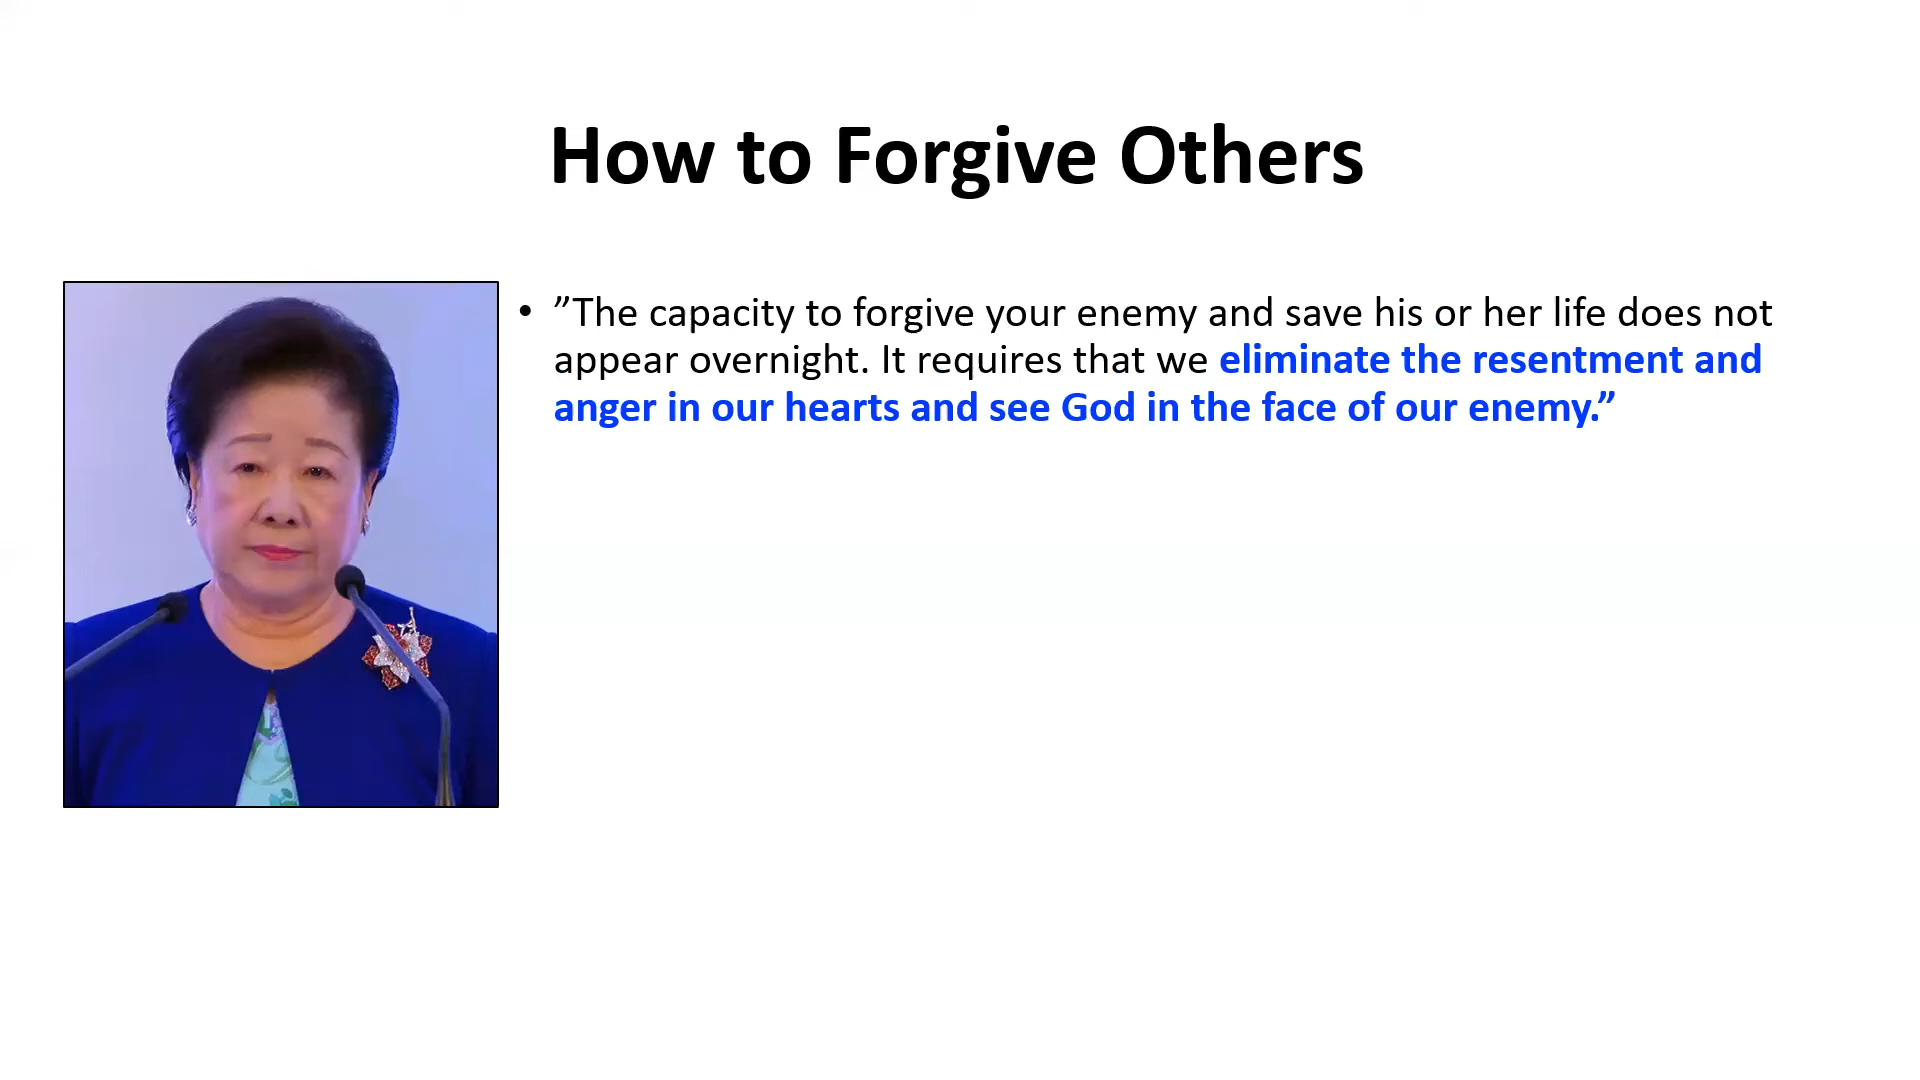 How to Forgive Others
• ”The capacity to forgive your enemy and save his or her life does not
appear overnight. It requires that we eliminate the resentment and
anger in our hearts and see God in the face of our enemy.”